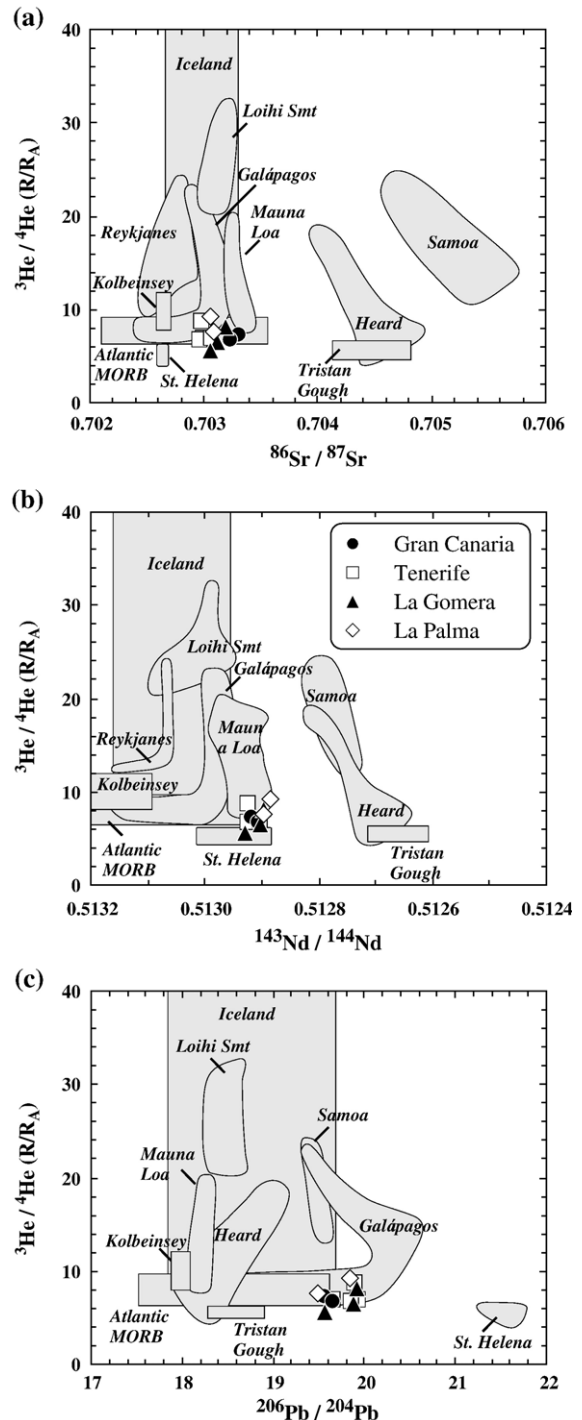 (a)
40
30
20
10
0
³He / ⁴He (R/R_A)
Iceland
Loihi Smt
Galápagos
Reykjanes
Mauna
Loa
Samoa
Kolbeinsey
Heard
Atlantic
MORB
St. Helena
Tristan
Gough
0.702 0.703 0.704 0.705 0.706
⁸⁶Sr / ⁸⁷Sr
(b)
40
30
20
10
0
³He / ⁴He (R/R_A)
Gran Canaria
Tenerife
La Gomera
La Palma
Iceland
Loihi Smt
Galápagos
Samoa
Maun
a Loa
Reykjanes
Kolbeinsey
Heard
Atlantic
MORB
St. Helena
Tristan
Gough
0.5132 0.5130 0.5128 0.5126 0.5124
¹⁴³Nd / ¹⁴⁴Nd
(c)
40
30
20
10
0
³He / ⁴He (R/R_A)
Iceland
Loihi Smt
Samoa
Mauna
Loa
Kolbeinsey
Heard
Galápagos
Atlantic
MORB
Tristan
Gough
St. Helena
17 18 19 20 21 22
²⁰⁶Pb / ²⁰⁴Pb